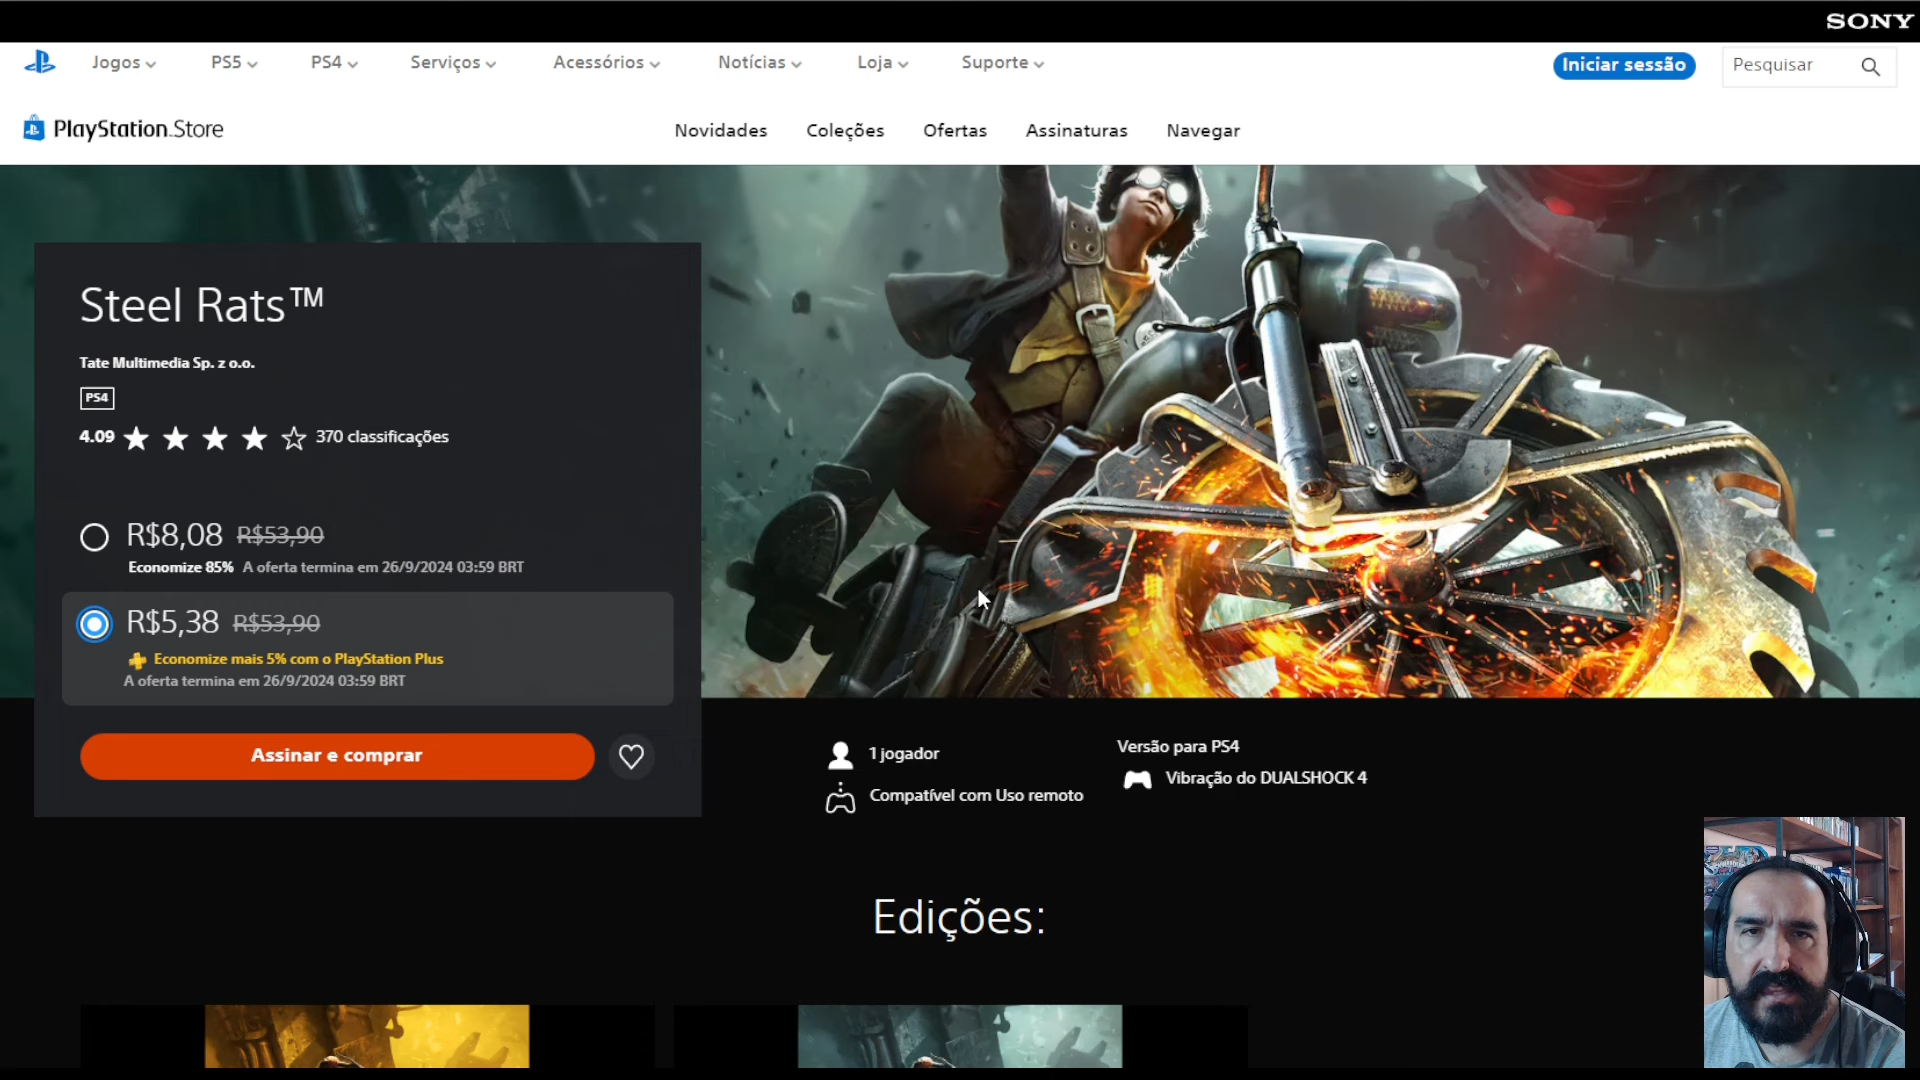 SONY
Jogos
PS5
PS4
Serviços
Acessórios
Notícias
Loja
Suporte
Iniciar sessão
Pesquisar
PlayStation Store
Novidades
Coleções
Ofertas
Assinaturas
Navegar
Steel Rats™
Tate Multimedia Sp. z o.o.
PS4
4.09 370 classificações
R$8,08 R$53,90
Economize 85% A oferta termina em 26/9/2024 03:59 BRT
R$5,38 R$53,90
Economize mais 5% com o PlayStation Plus
A oferta termina em 26/9/2024 03:59 BRT
Assinar e comprar
1 jogador
Compatível com Uso remoto
Versão para PS4
Vibração do DUALSHOCK 4
Edições: